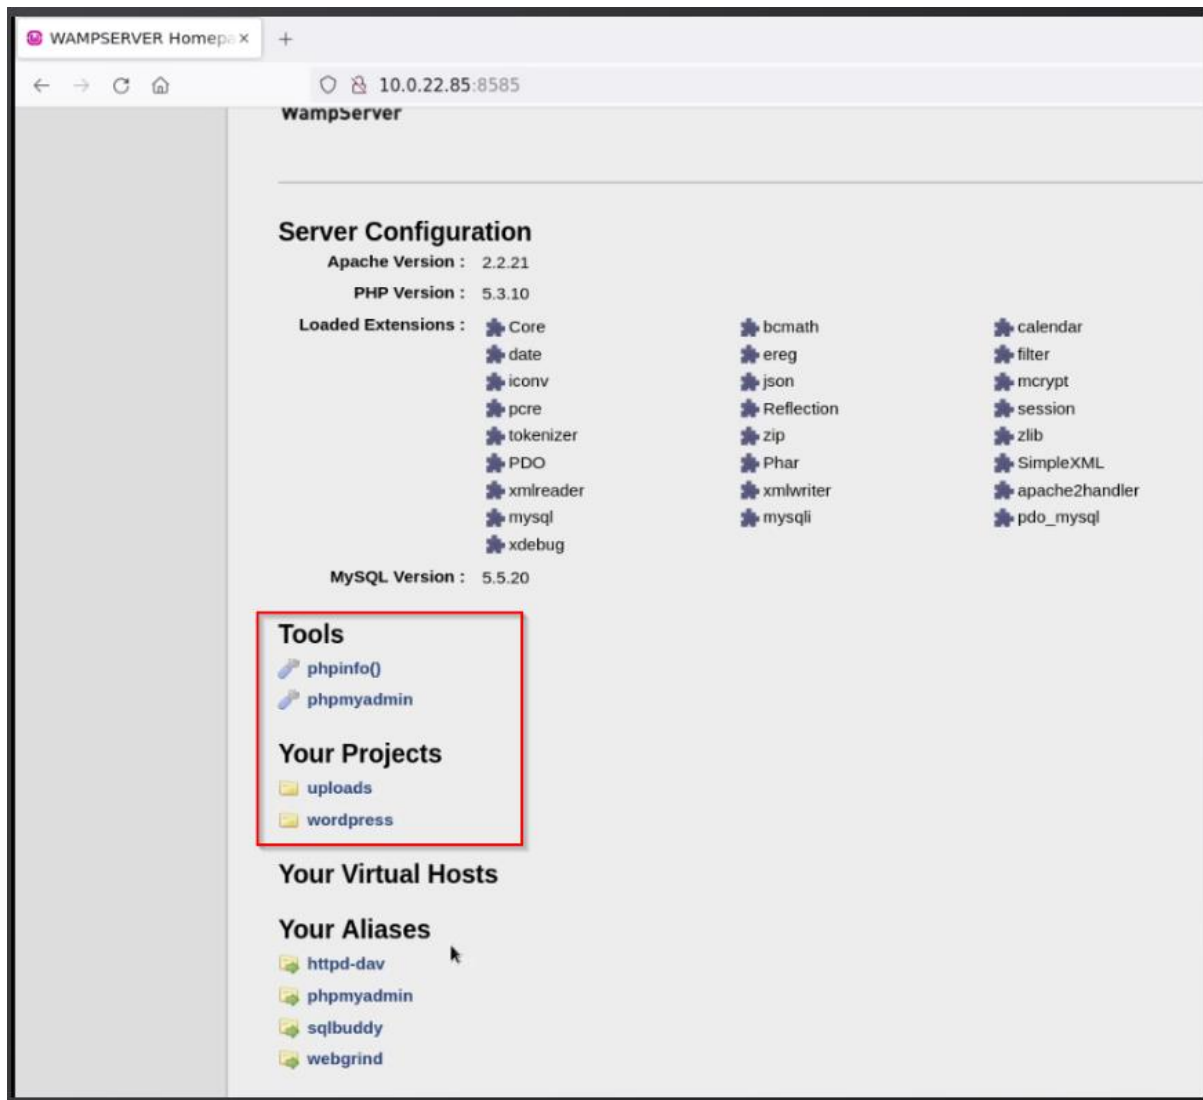 WAMPSERVER Homepa
10.0.22.85:8585
WampServer
Server Configuration
Apache Version : 2.2.21
PHP Version : 5.3.10
Loaded Extensions : Core bcmath calendar
date ereg filter
iconv json mcrypt
pcre Reflection session
tokenizer zip zlib
PDO Phar SimpleXML
xmlreader xmlwriter apache2handler
mysql mysqli pdo_mysql
xdebug
MySQL Version : 5.5.20
Tools
phpinfo()
phpmyadmin
Your Projects
uploads
wordpress
Your Virtual Hosts
Your Aliases
httpd-dav
phpmyadmin
sqlbuddy
webgrind